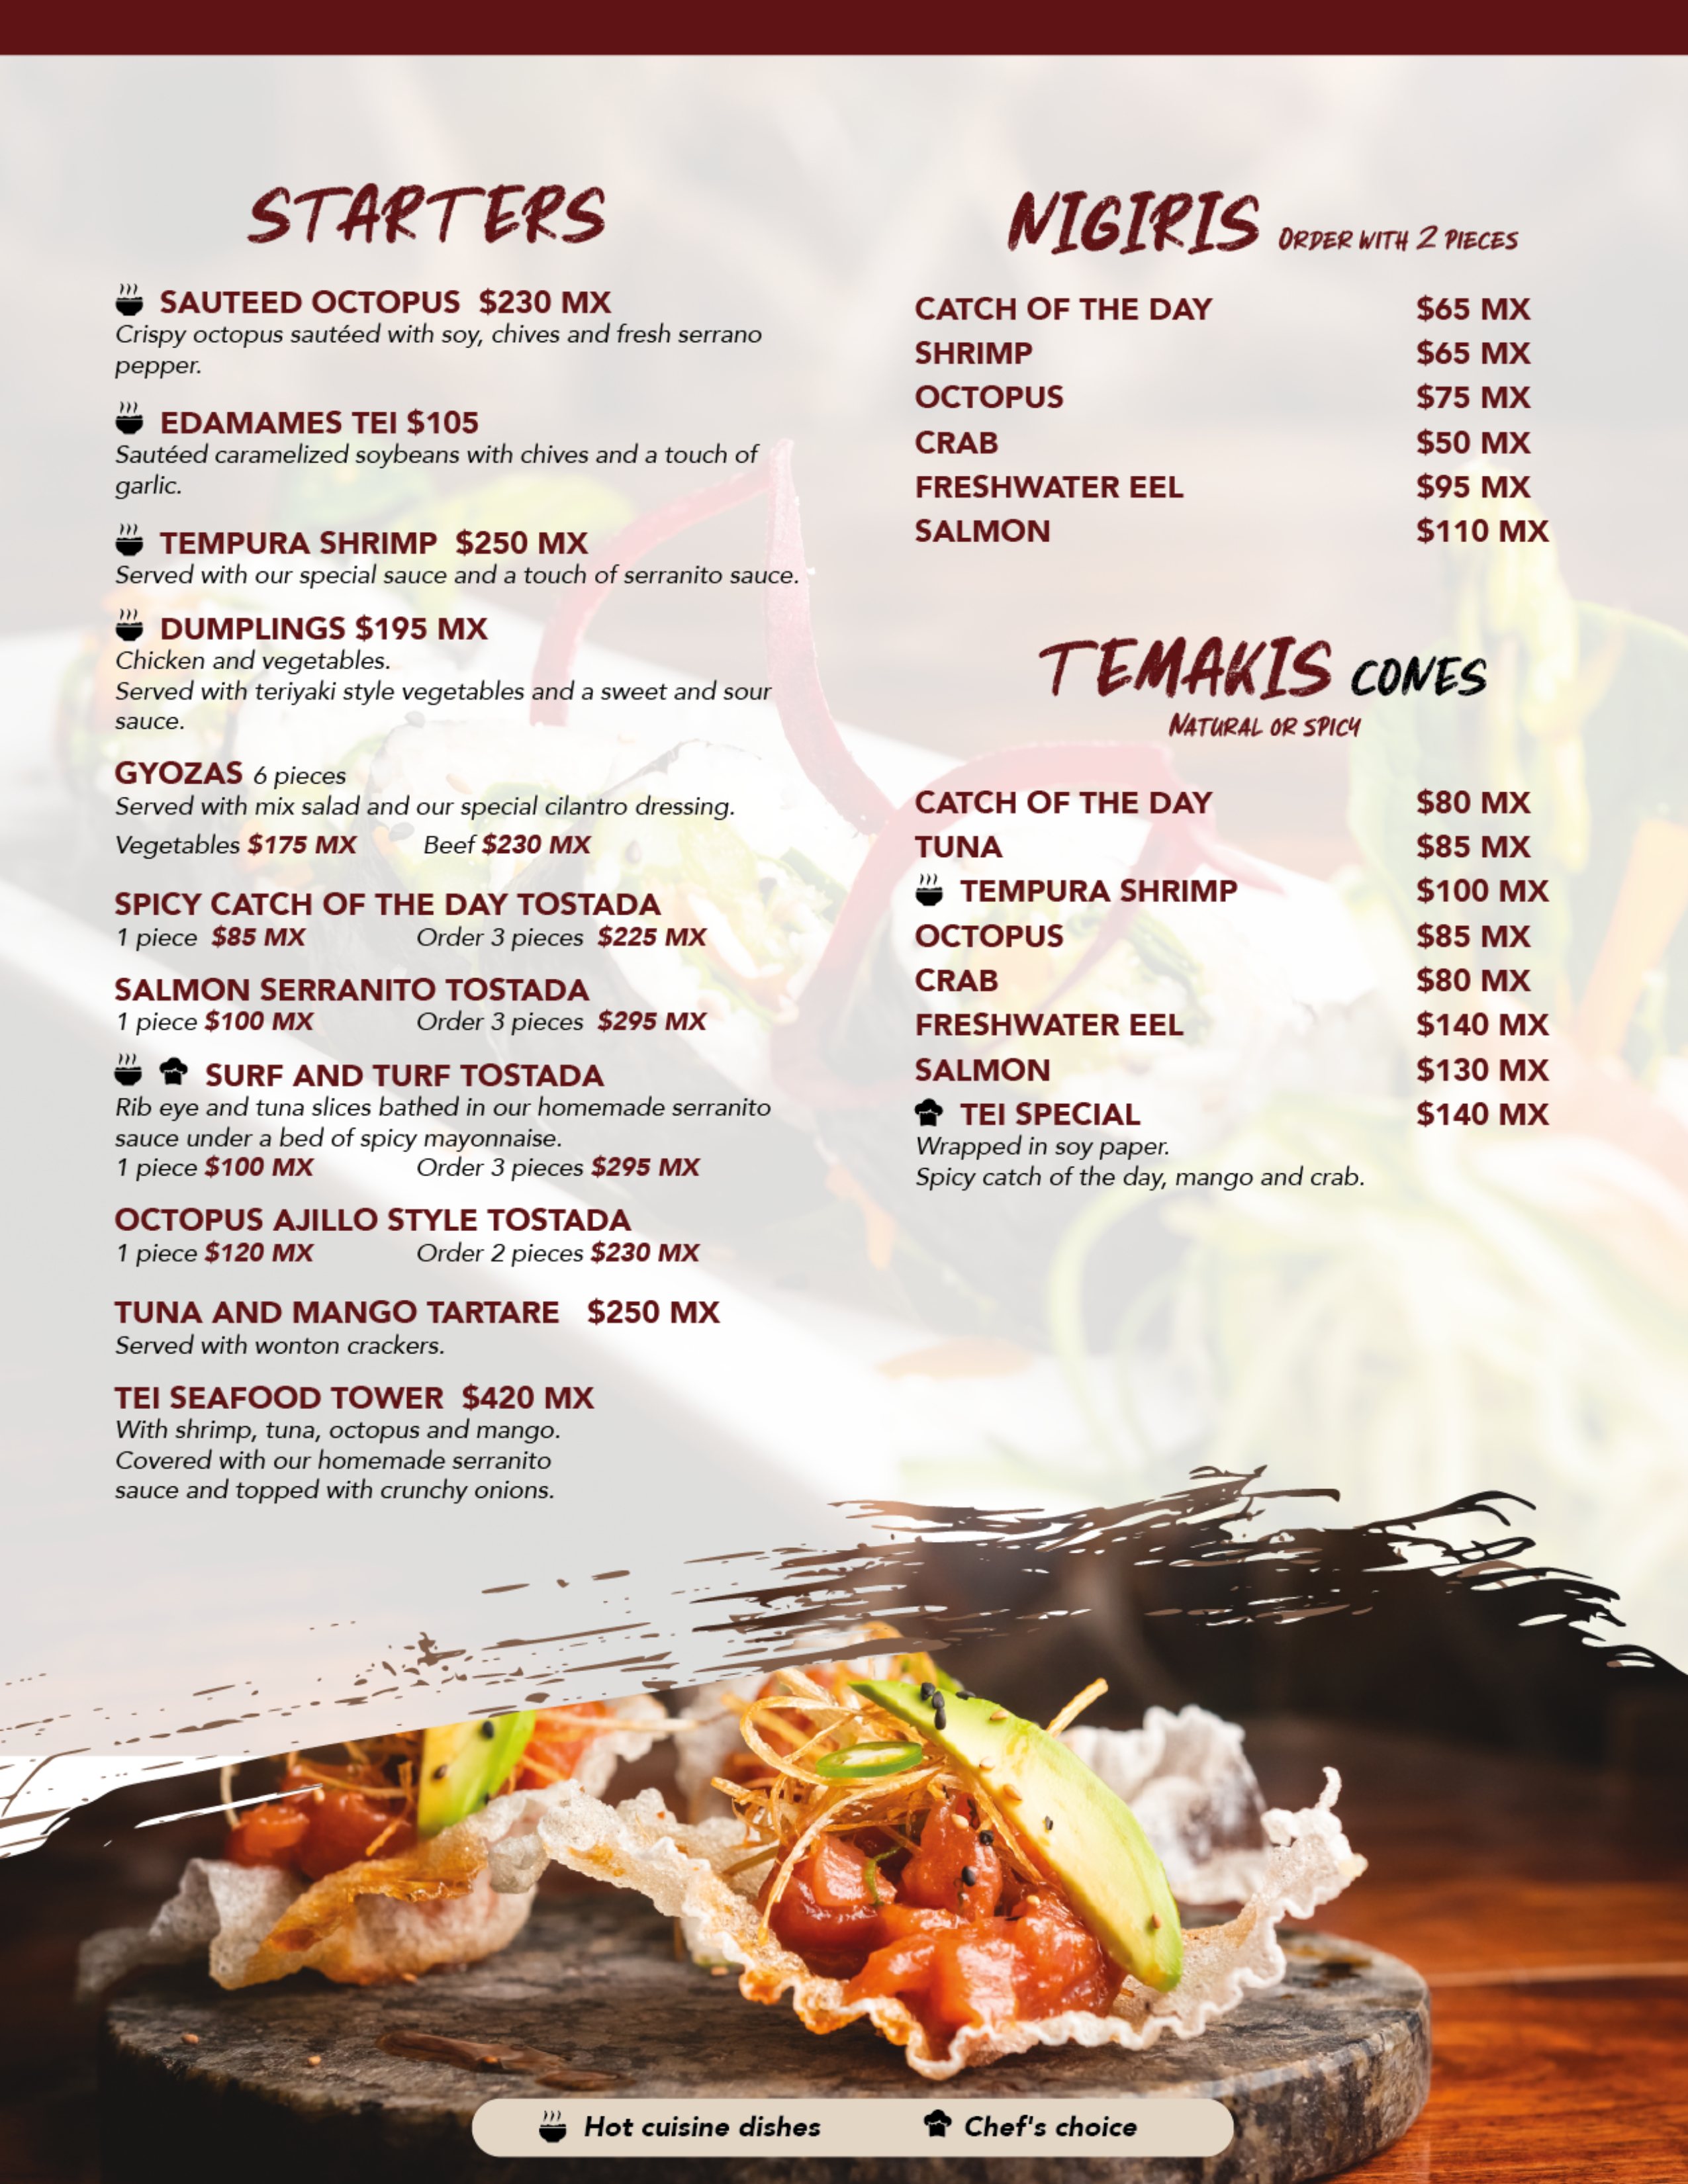 STARTERS
SAUTEED OCTOPUS $230 MX
Crispy octopus sautéed with soy, chives and fresh serrano
pepper.
EDAMAMES TEI $105
Sautéed caramelized soybeans with chives and a touch of
garlic.
TEMPURA SHRIMP $250 MX
Served with our special sauce and a touch of serranito sauce.
DUMPLINGS $195 MX
Chicken and vegetables.
Served with teriyaki style vegetables and a sweet and sour
sauce.
GYOZAS 6 pieces
Served with mix salad and our special cilantro dressing.
Vegetables $175 MX Beef $230 MX
SPICY CATCH OF THE DAY TOSTADA
1 piece $85 MX Order 3 pieces $225 MX
SALMON SERRANITO TOSTADA
1 piece $100 MX Order 3 pieces $295 MX
SURF AND TURF TOSTADA
Rib eye and tuna slices bathed in our homemade serranito
sauce under a bed of spicy mayonnaise.
1 piece $100 MX Order 3 pieces $295 MX
OCTOPUS AJILLO STYLE TOSTADA
1 piece $120 MX Order 2 pieces $230 MX
TUNA AND MANGO TARTARE $250 MX
Served with wonton crackers.
TEI SEAFOOD TOWER $420 MX
With shrimp, tuna, octopus and mango.
Covered with our homemade serranito
sauce and topped with crunchy onions.
NIGIRIS ORDER WITH 2 PIECES
CATCH OF THE DAY $65 MX
SHRIMP $65 MX
OCTOPUS $75 MX
CRAB $50 MX
FRESHWATER EEL $95 MX
SALMON $110 MX
TEMAKIS CONES
NATURAL OR SPICY
CATCH OF THE DAY $80 MX
TUNA $85 MX
TEMPURA SHRIMP $100 MX
OCTOPUS $85 MX
CRAB $80 MX
FRESHWATER EEL $140 MX
SALMON $130 MX
TEI SPECIAL $140 MX
Wrapped in soy paper.
Spicy catch of the day, mango and crab.
Hot cuisine dishes Chef's choice